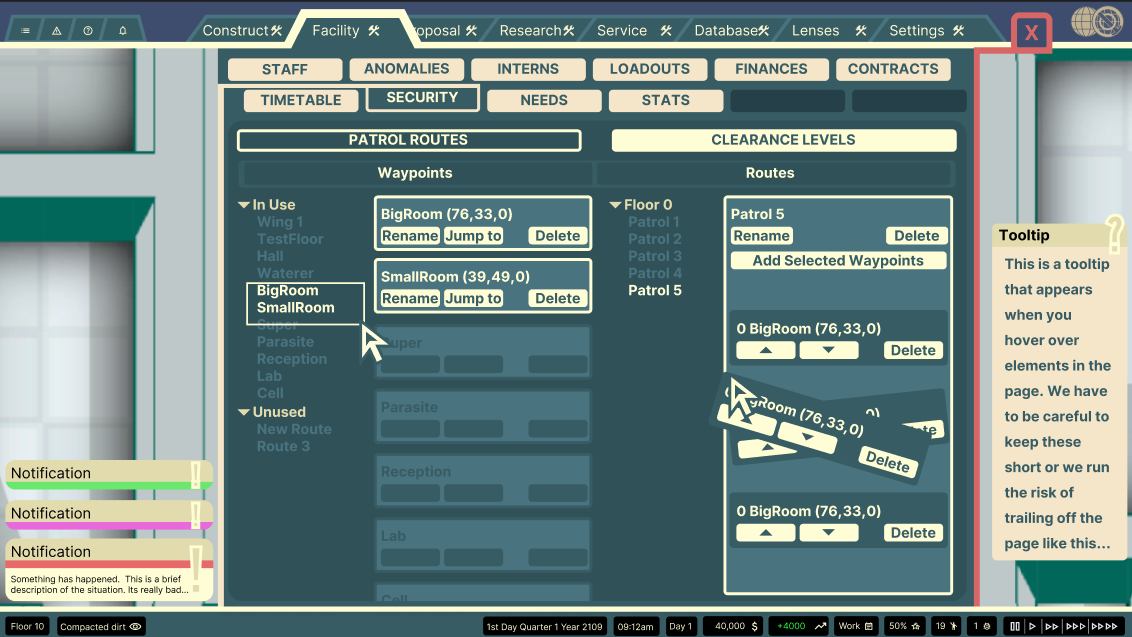 Construct
Facility
oposal
Research
Service
Database
Lenses
Settings
X
STAFF
ANOMALIES
INTERNS
LOADOUTS
FINANCES
CONTRACTS
TIMETABLE
SECURITY
NEEDS
STATS
PATROL ROUTES
CLEARANCE LEVELS
Waypoints
Routes
In Use
Wing 1
TestFloor
Hall
Waterer
BigRoom
SmallRoom
Super
Parasite
Reception
Lab
Cell
Unused
New Route
Route 3
BigRoom (76,33,0)
Rename
Jump to
Delete
SmallRoom (39,49,0)
Rename
Jump to
Delete
uper
Parasite
Reception
Lab
Cell
Floor 0
Patrol 1
Patrol 2
Patrol 3
Patrol 4
Patrol 5
Patrol 5
Rename
Delete
Add Selected Waypoints
0 BigRoom (76,33,0)
Delete
gRoom (76,33,0)
Delete
0)
ete
0 BigRoom (76,33,0)
Delete
Tooltip
?
This is a tooltip
that appears
when you
hover over
elements in the
page. We have
to be careful to
keep these
short or we run
the risk of
trailing off the
page like this...
Notification
!
Notification
!
Notification
!
Something has happened. This is a brief
description of the situation. Its really bad...
Floor 10
Compacted dirt
1st Day Quarter 1 Year 2109
09:12am
Day 1
40,000 $
+4000
Work
50%
19
1